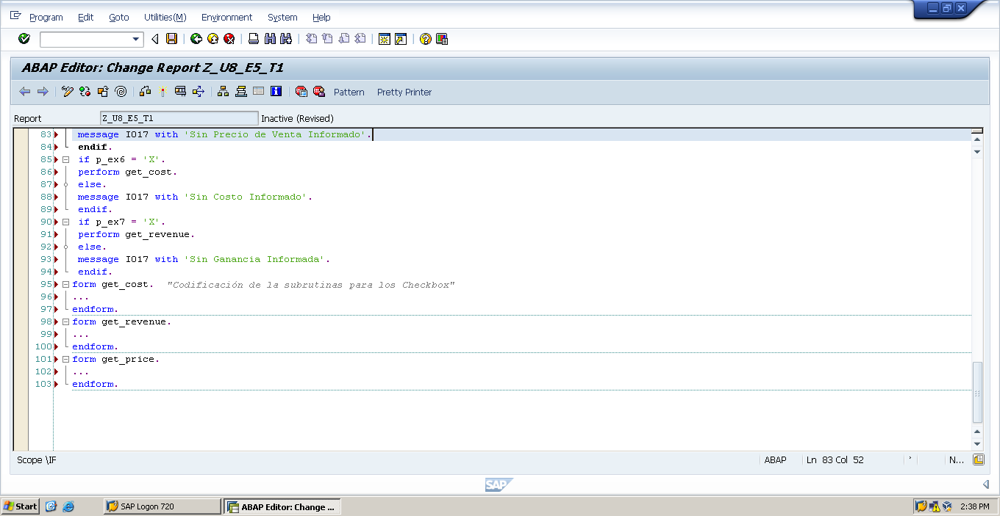 Program Edit Goto Utilities(M) Environment System Help
ABAP Editor: Change Report Z_U8_E5_T1
Pattern Pretty Printer
Report Z_U8_E5_T1 Inactive (Revised)
83 message I017 with 'Sin Precio de Venta Informado'.
84 endif.
85 if p_ex6 = 'X'.
86 perform get_cost.
87 else.
88 message I017 with 'Sin Costo Informado'.
89 endif.
90 if p_ex7 = 'X'.
91 perform get_revenue.
92 else.
93 message I017 with 'Sin Ganancia Informada'.
94 endif.
95 form get_cost. "Codificación de la subrutinas para los Checkbox"
96 ...
97 endform.
98 form get_revenue.
99 ...
100 endform.
101 form get_price.
102 ...
103 endform.
Scope \IF ABAP Ln 83 Col 52 * N...
SAP
Start SAP Logon 720 ABAP Editor: Change ... 2:38 PM